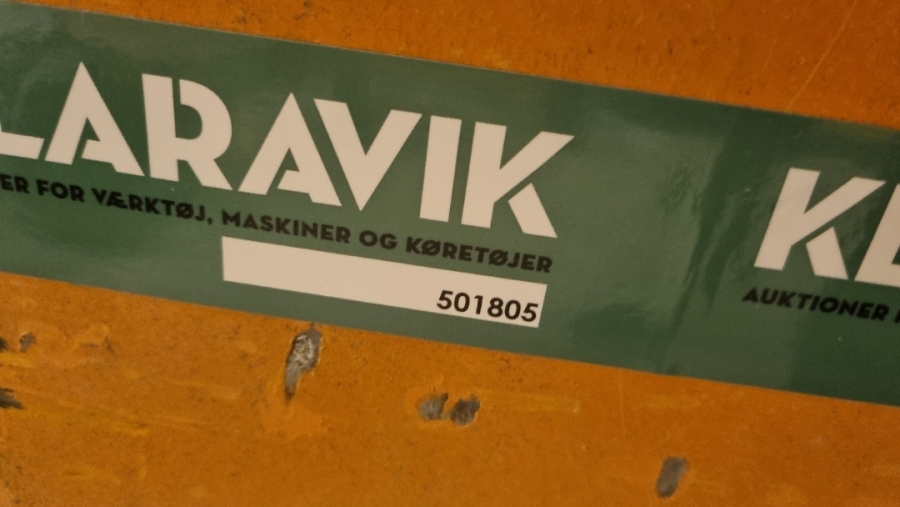 LARAVIK
ER FOR VÆRKTØJ, MASKINER OG KØRETØJER
501805
KL
AUKTIONER